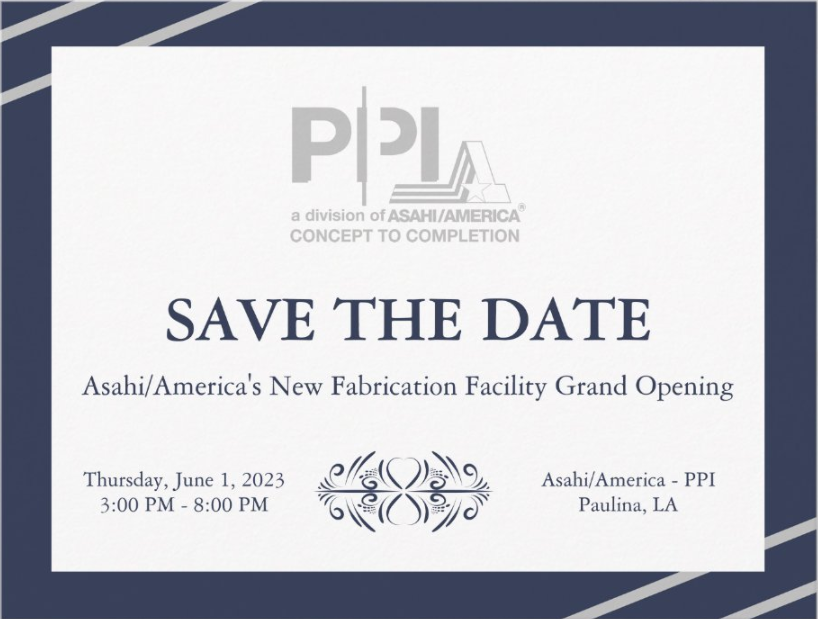 PPI
a division of ASAHI/AMERICA®
CONCEPT TO COMPLETION
SAVE THE DATE
Asahi/America's New Fabrication Facility Grand Opening
Thursday, June 1, 2023
3:00 PM - 8:00 PM
Asahi/America - PPI
Paulina, LA